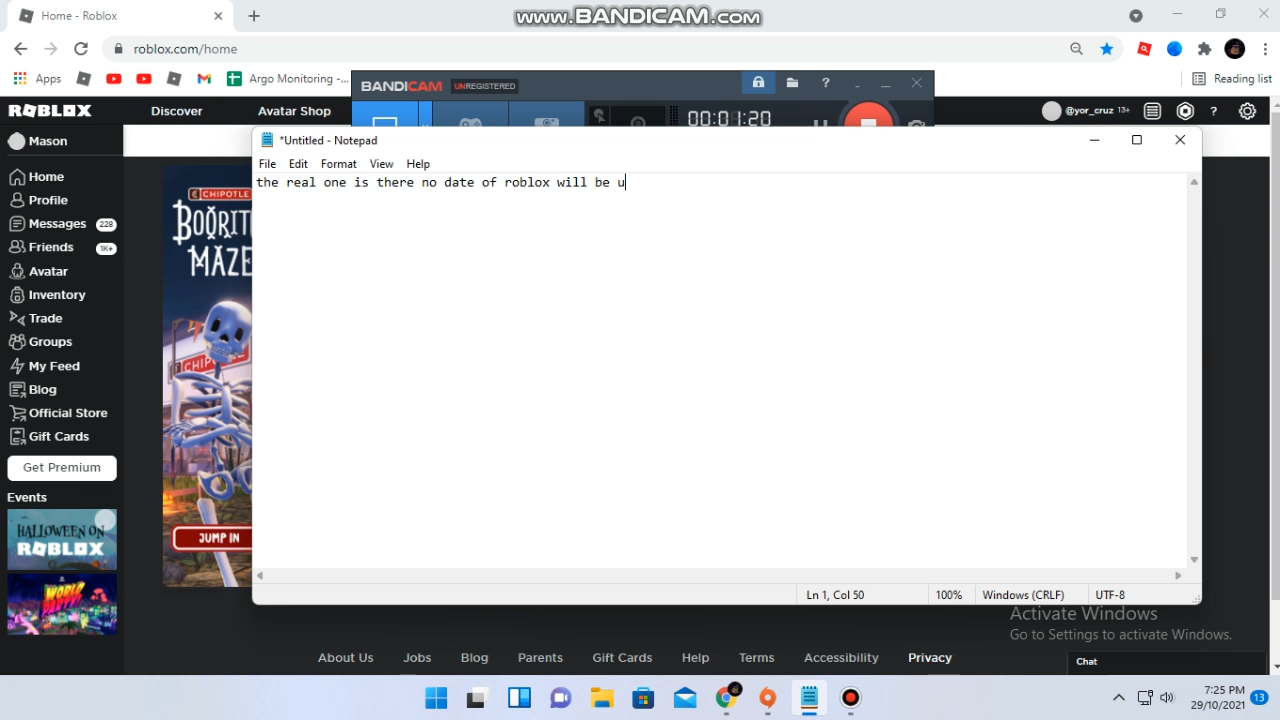 Home - Roblox
www.BANDICAM.com
roblox.com/home
Apps
Argo Monitoring -...
Reading list
BANDICAM UNREGISTERED
00:01:20
ROBLOX
Discover
Avatar Shop
@yor_cruz 13+
*Untitled - Notepad
File Edit Format View Help
the real one is there no date of roblox will be u
Mason
Home
Profile
Messages 228
Friends 1K+
Avatar
Inventory
Trade
Groups
My Feed
Blog
Official Store
Gift Cards
Get Premium
Events
HALLOWEEN ON
ROBLOX
WORLD
PARTY
CHIPOTLE
BOORIT
MAZE
CHIPOTL
JUMP IN
Ln 1, Col 50
100%
Windows (CRLF)
UTF-8
Activate Windows
Go to Settings to activate Windows.
About Us
Jobs
Blog
Parents
Gift Cards
Help
Terms
Accessibility
Privacy
Chat
7:25 PM
29/10/2021
13